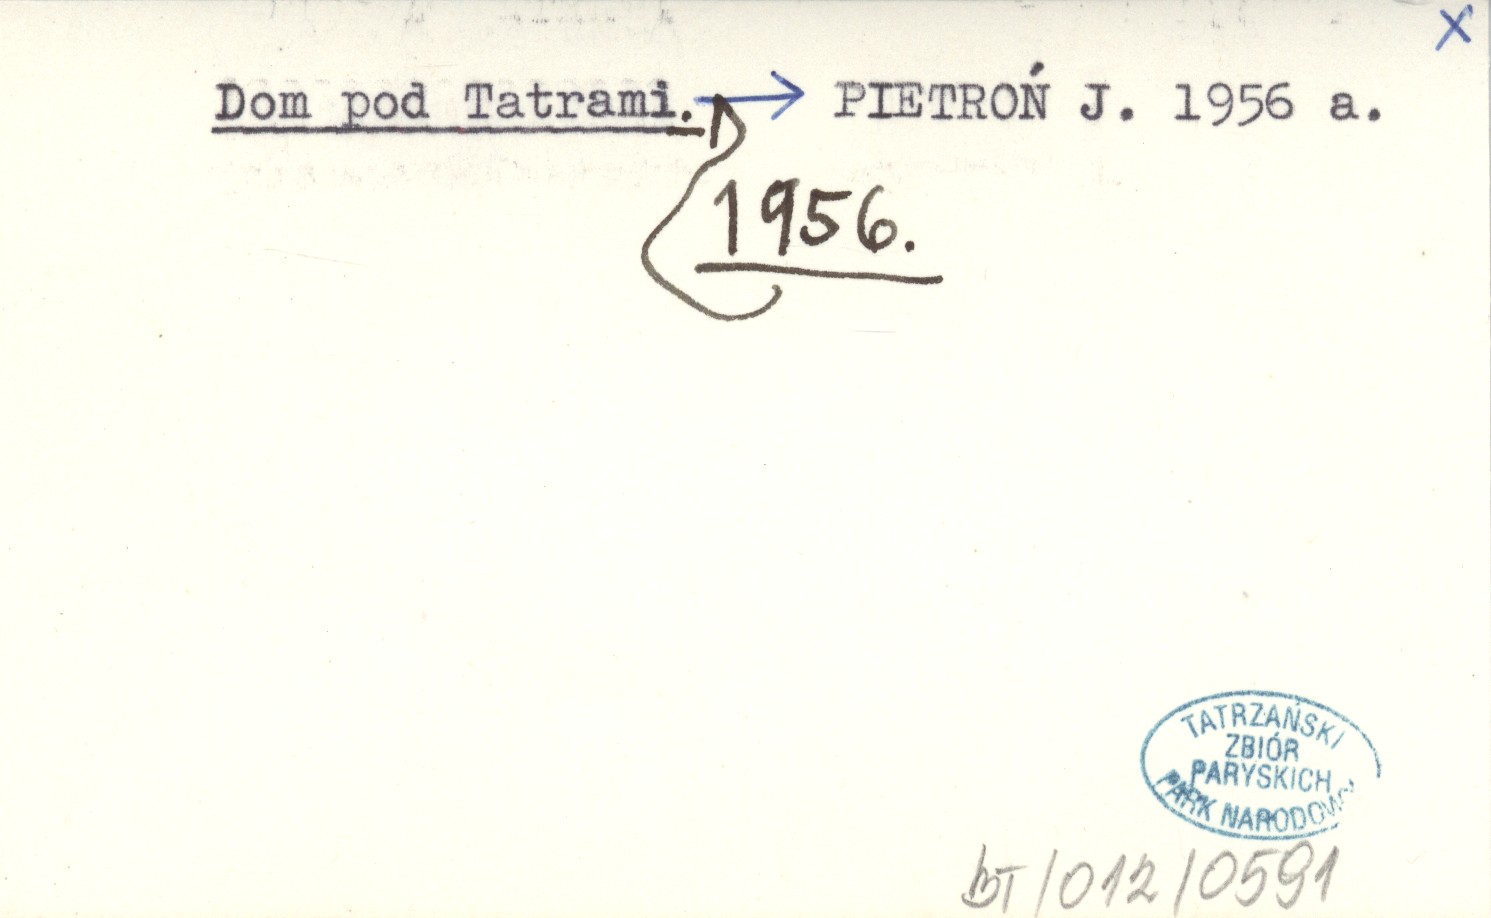 x
Dom pod Tatrami. → PIETROŃ J. 1956 a.
1956.
TATRZAŃSKI
ZBIÓR
PARYSKICH
PARK NARODOWY
BT/012/0591